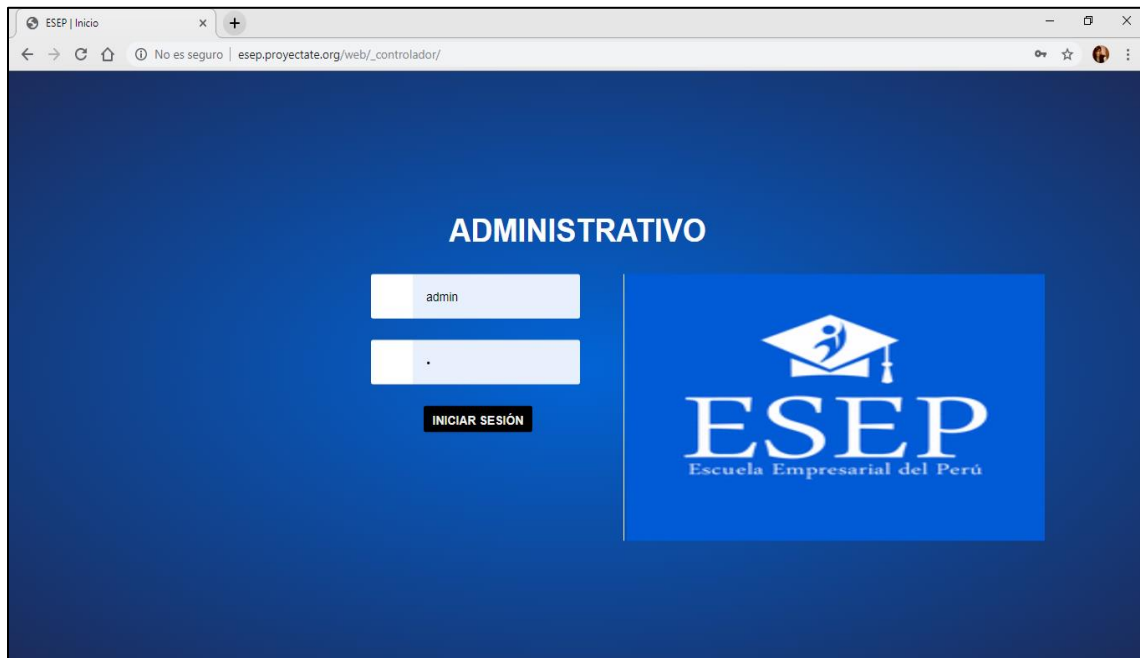 ESEP | Inicio
No es seguro | esep.proyectate.org/web/_controlador/
ADMINISTRATIVO
admin
INICIAR SESIÓN
ESEP
Escuela Empresarial del Perú